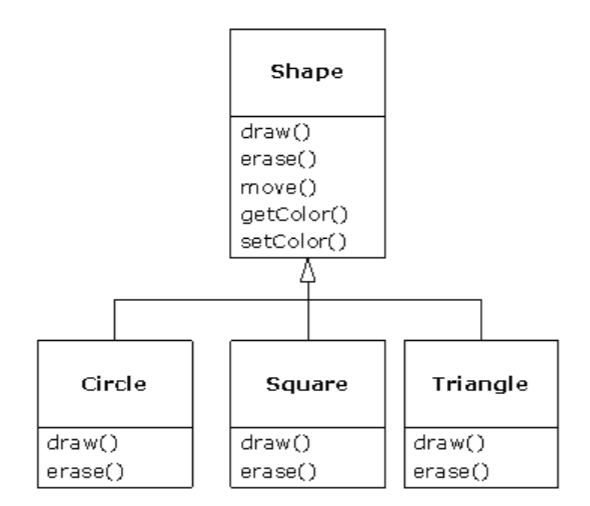 Shape
draw()
erase()
move()
getColor()
setColor()
Circle
draw()
erase()
Square
draw()
erase()
Triangle
draw()
erase()